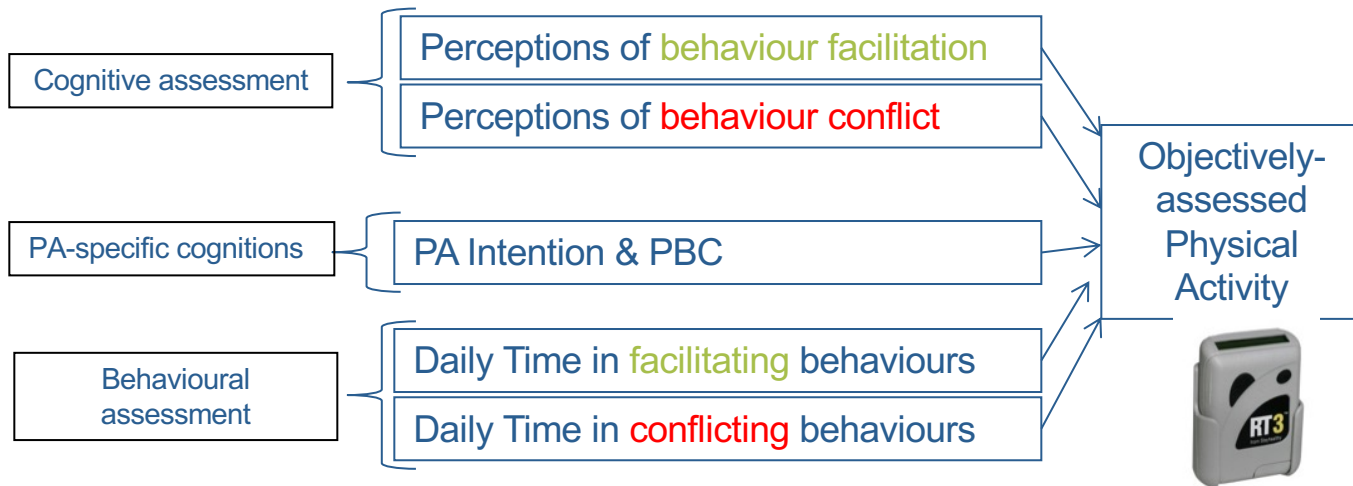 Cognitive assessment
Perceptions of behaviour facilitation
Perceptions of behaviour conflict
PA-specific cognitions
PA Intention & PBC
Behavioural
assessment
Daily Time in facilitating behaviours
Daily Time in conflicting behaviours
Objectively-
assessed
Physical
Activity
RT3